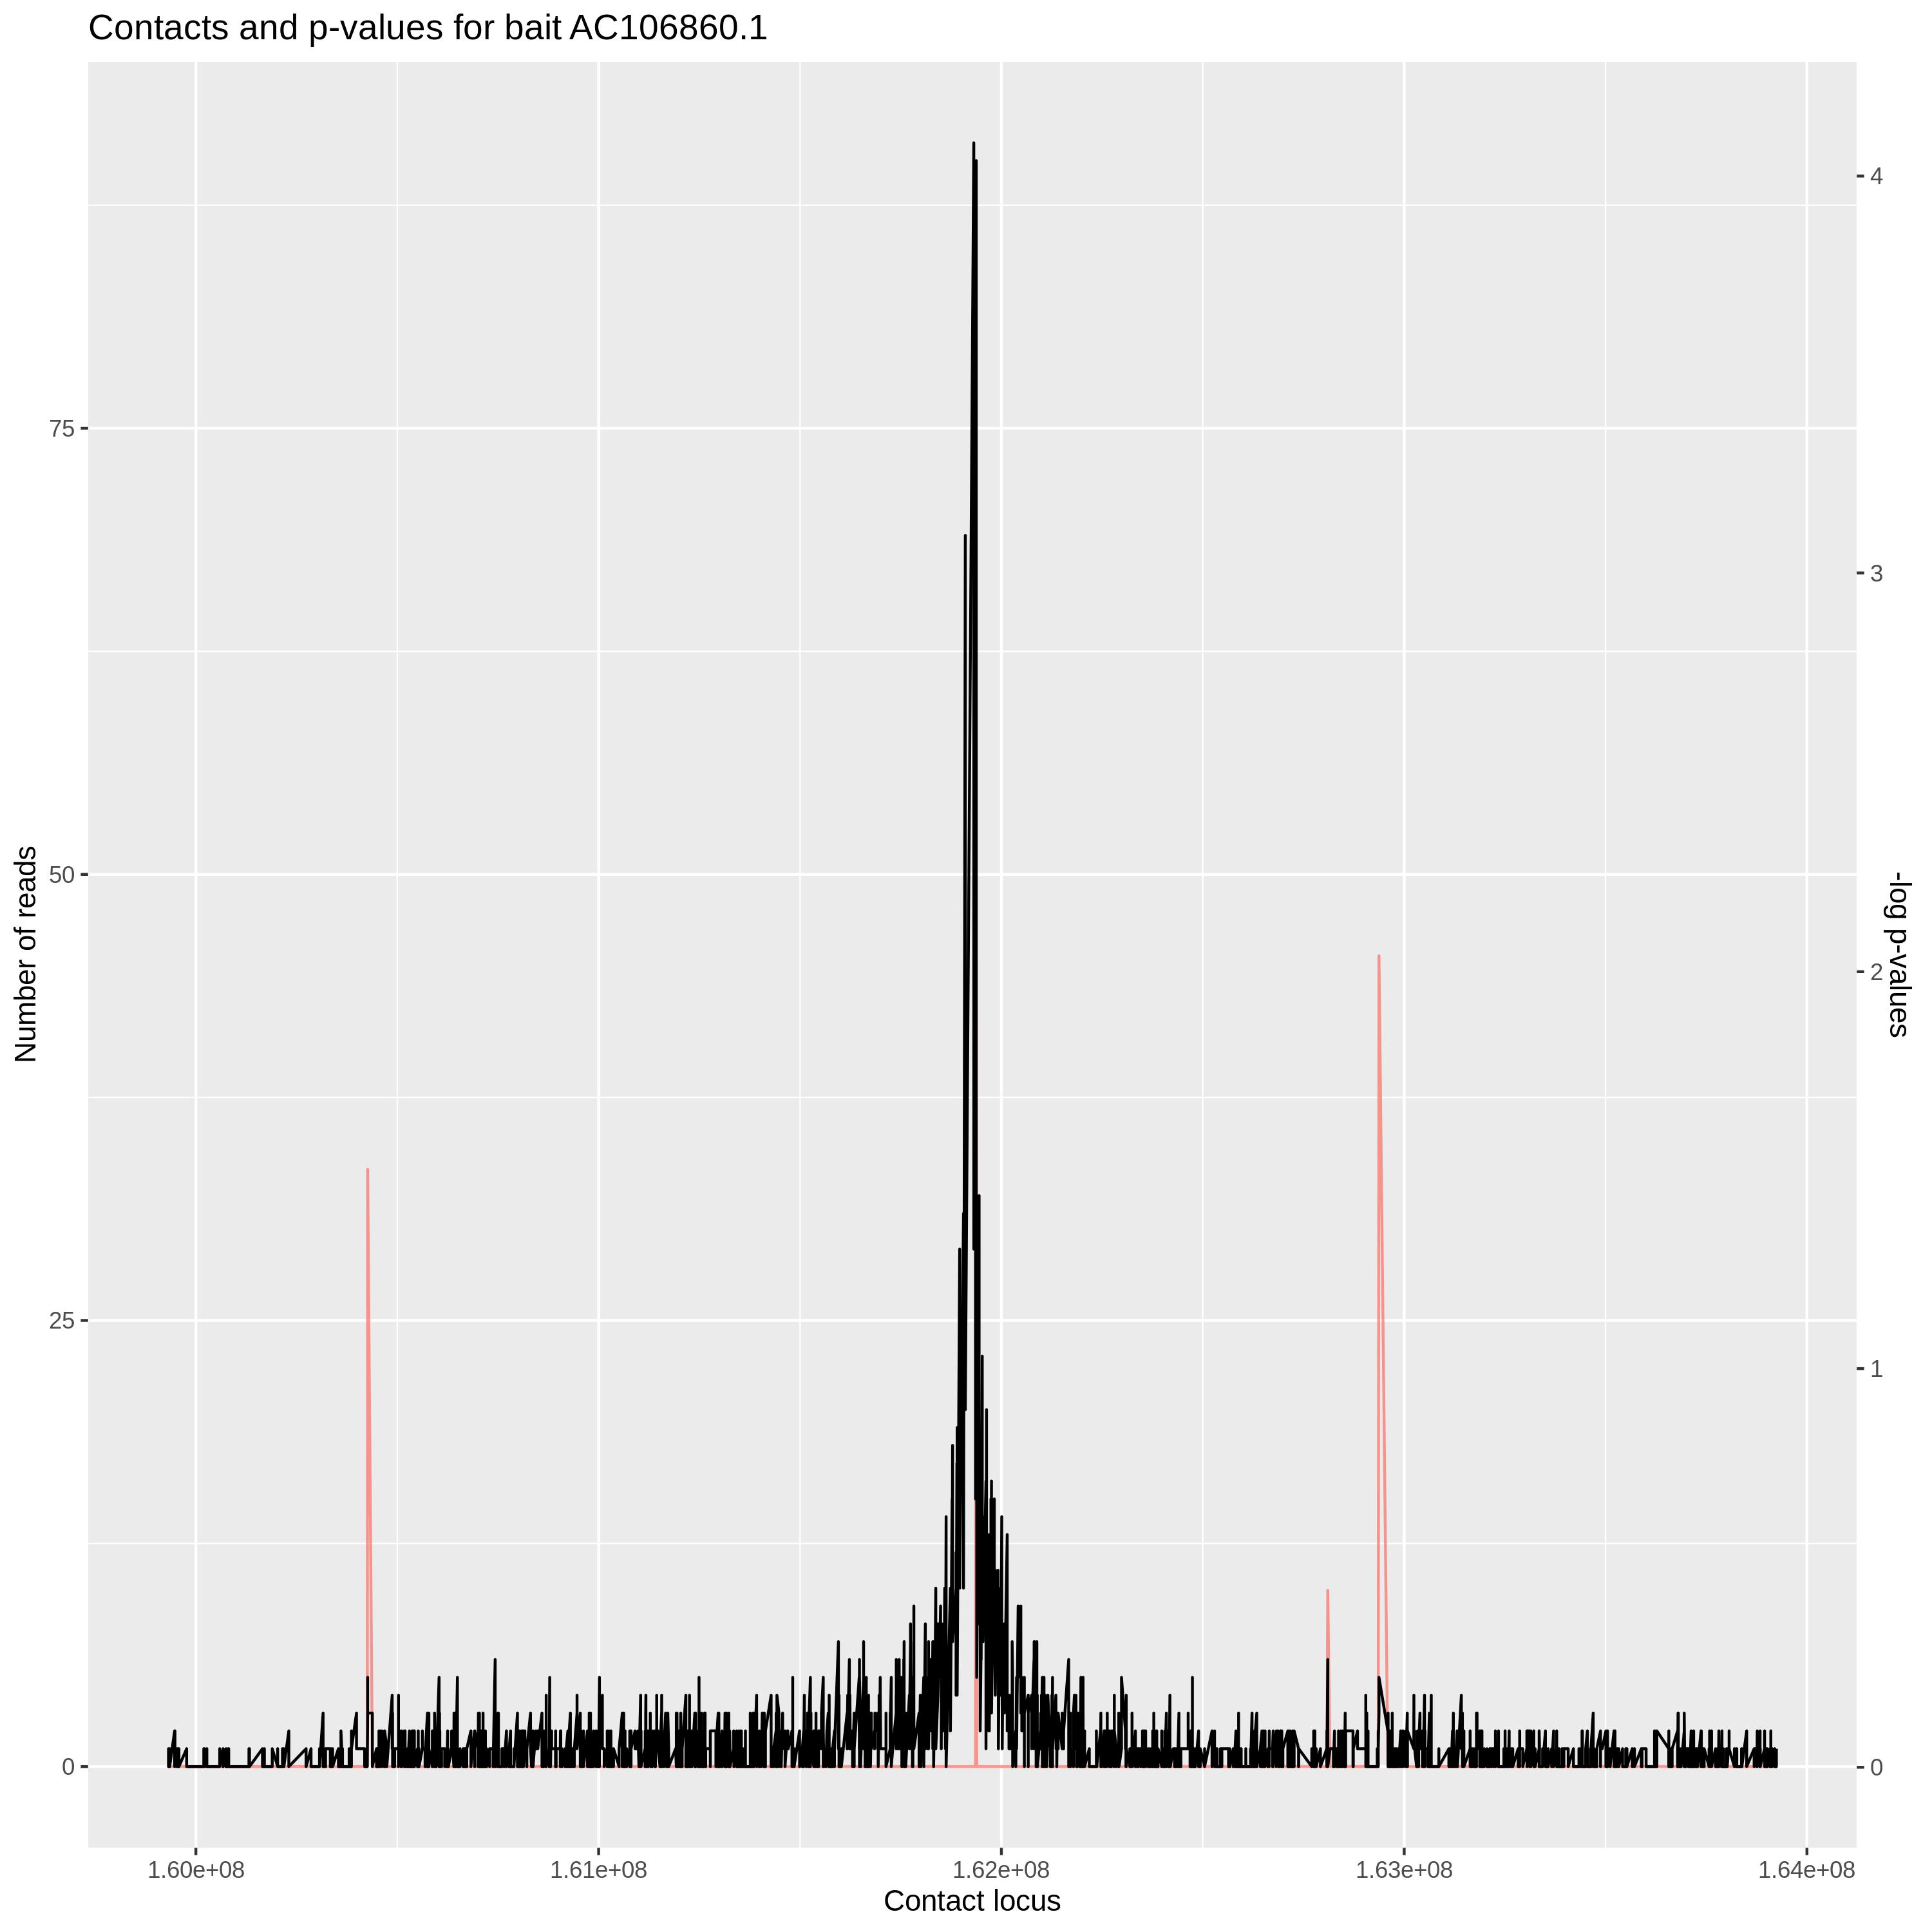 Contacts and p-values for bait AC106860.1
Number of reads
75
50
25
0
4
3
2
1
0
-log p-values
1.60e+08
1.61e+08
1.62e+08
1.63e+08
1.64e+08
Contact locus